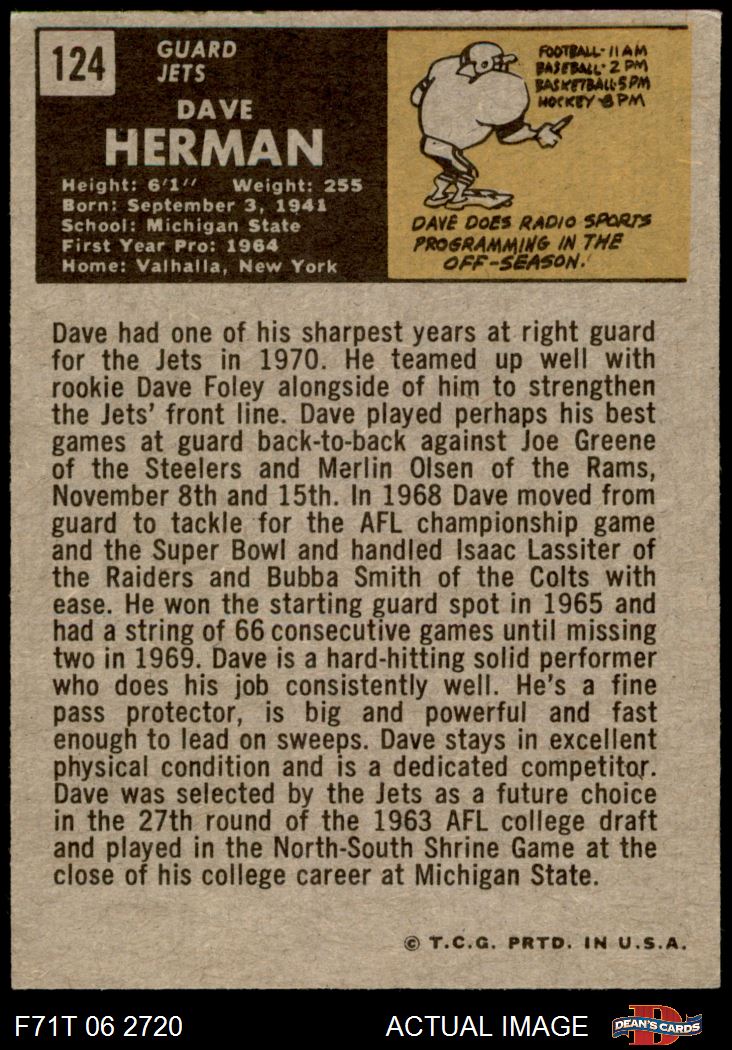 124
GUARD
JETS
DAVE
HERMAN
Height: 6'1'' Weight: 255
Born: September 3, 1941
School: Michigan State
First Year Pro: 1964
Home: Valhalla, New York
FOOTBALL-11AM
BASEBALL-2 PM
BASKETBALL-5PM
HOCKEY-8PM
DAVE DOES RADIO SPORTS
PROGRAMMING IN THE
OFF-SEASON.
Dave had one of his sharpest years at right guard
for the Jets in 1970. He teamed up well with
rookie Dave Foley alongside of him to strengthen
the Jets' front line. Dave played perhaps his best
games at guard back-to-back against Joe Greene
of the Steelers and Merlin Olsen of the Rams,
November 8th and 15th. In 1968 Dave moved from
guard to tackle for the AFL championship game
and the Super Bowl and handled Isaac Lassiter of
the Raiders and Bubba Smith of the Colts with
ease. He won the starting guard spot in 1965 and
had a string of 66 consecutive games until missing
two in 1969. Dave is a hard-hitting solid performer
who does his job consistently well. He's a fine
pass protector, is big and powerful and fast
enough to lead on sweeps. Dave stays in excellent
physical condition and is a dedicated competitor.
Dave was selected by the Jets as a future choice
in the 27th round of the 1963 AFL college draft
and played in the North-South Shrine Game at the
close of his college career at Michigan State.
© T.C.G. PRTD. IN U.S.A.
F71T 06 2720 ACTUAL IMAGE
D
DEAN'S CARDS